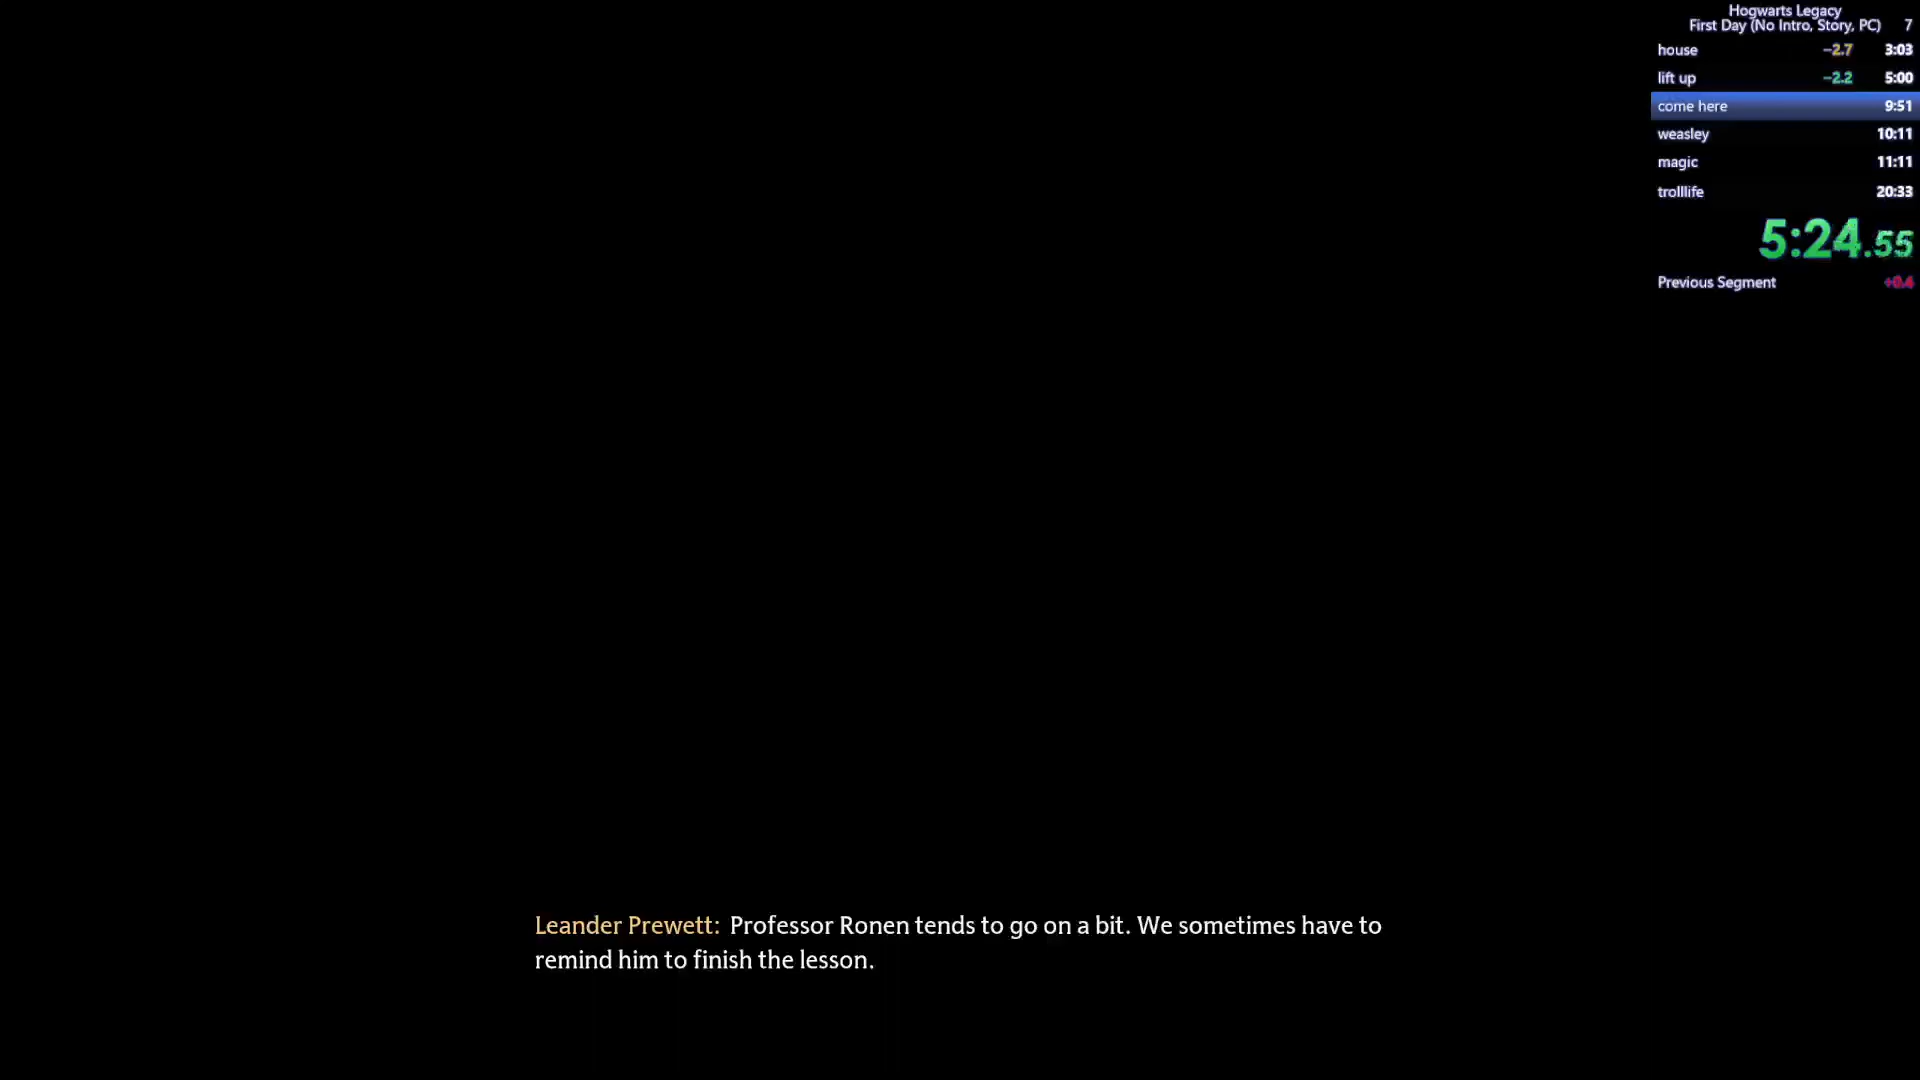 Hogwarts Legacy
First Day (No Intro, Story, PC) 7
house −2.7 3:03
lift up −2.2 5:00
come here 9:51
weasley 10:11
magic 11:11
trolllife 20:33
5:24.55
Previous Segment +0.4
Leander Prewett: Professor Ronen tends to go on a bit. We sometimes have to
remind him to finish the lesson.